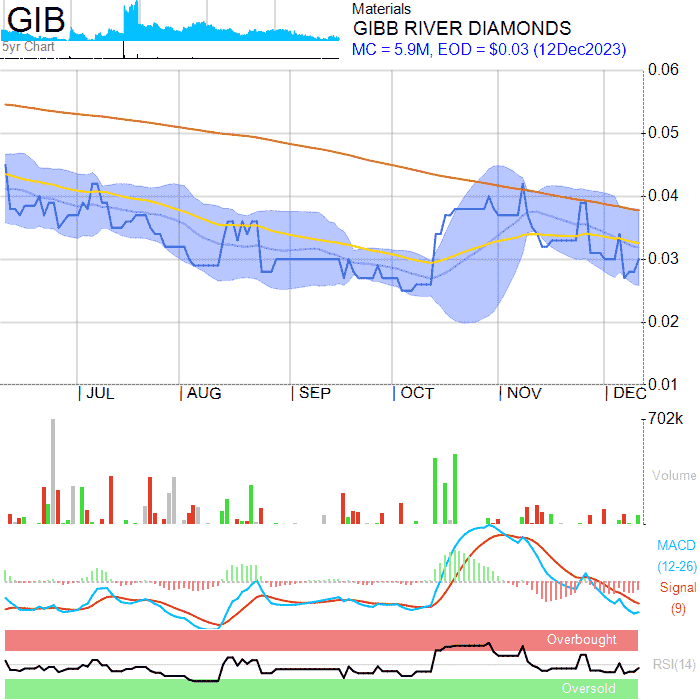 GIB
5yr Chart
Materials
GIBB RIVER DIAMONDS
MC = 5.9M, EOD = $0.03 (12Dec2023)
0.06
0.05
0.04
0.03
0.02
0.01
| JUL | AUG | SEP | OCT | NOV | DEC
702k
Volume
MACD
(12-26)
Signal
(9)
Overbought
RSI(14)
Oversold